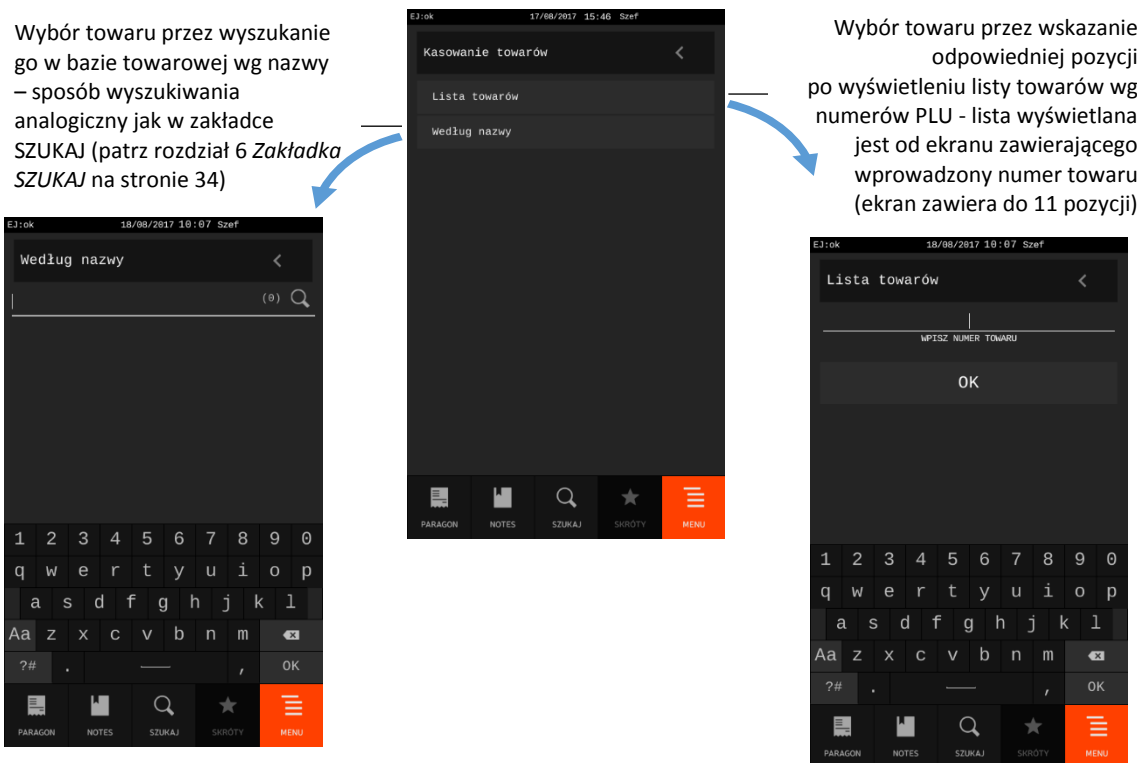 Wybór towaru przez wyszukanie
go w bazie towarowej wg nazwy
– sposób wyszukiwania
analogiczny jak w zakładce
SZUKAJ (patrz rozdział 6 Zakładka
SZUKAJ na stronie 34)
EJ:ok 17/08/2017 15:46 Szef
Kasowanie towarów <
Lista towarów
Według nazwy
PARAGON NOTES SZUKAJ SKRÓTY MENU
Wybór towaru przez wskazanie
odpowiedniej pozycji
po wyświetleniu listy towarów wg
numerów PLU - lista wyświetlana
jest od ekranu zawierającego
wprowadzony numer towaru
(ekran zawiera do 11 pozycji)
EJ:ok 18/08/2017 10:07 Szef
Według nazwy <
(0)
1 2 3 4 5 6 7 8 9 0
q w e r t y u i o p
a s d f g h j k l
Aa z x c v b n m
?# . , OK
PARAGON NOTES SZUKAJ SKRÓTY MENU
EJ:ok 18/08/2017 10:07 Szef
Lista towarów <
WPISZ NUMER TOWARU
OK
1 2 3 4 5 6 7 8 9 0
q w e r t y u i o p
a s d f g h j k l
Aa z x c v b n m
?# . , OK
PARAGON NOTES SZUKAJ SKRÓTY MENU